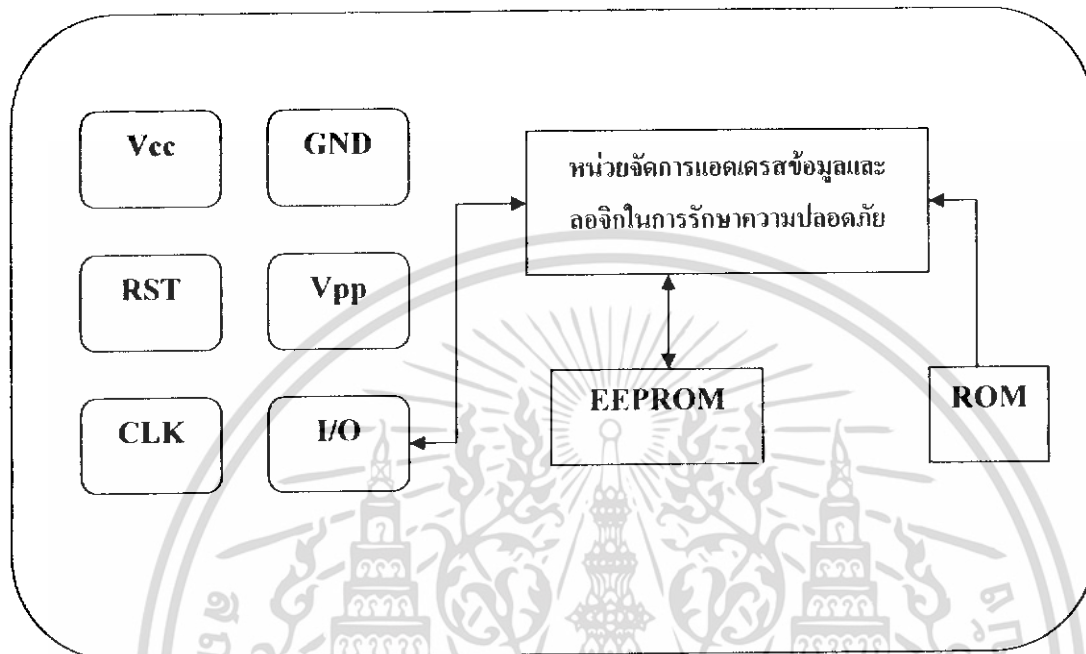 Vcc
GND
หน่วยจัดการแอดเดรสข้อมูลและ
ลอจิกในการรักษาความปลอดภัย
RST
Vpp
EEPROM
ROM
CLK
I/O